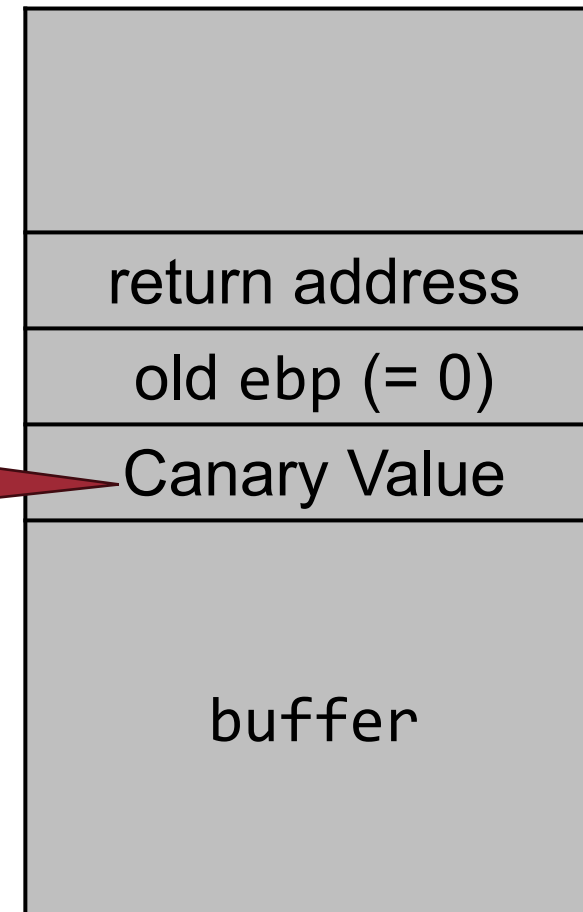 return address
old ebp (= 0)
Canary Value
buffer